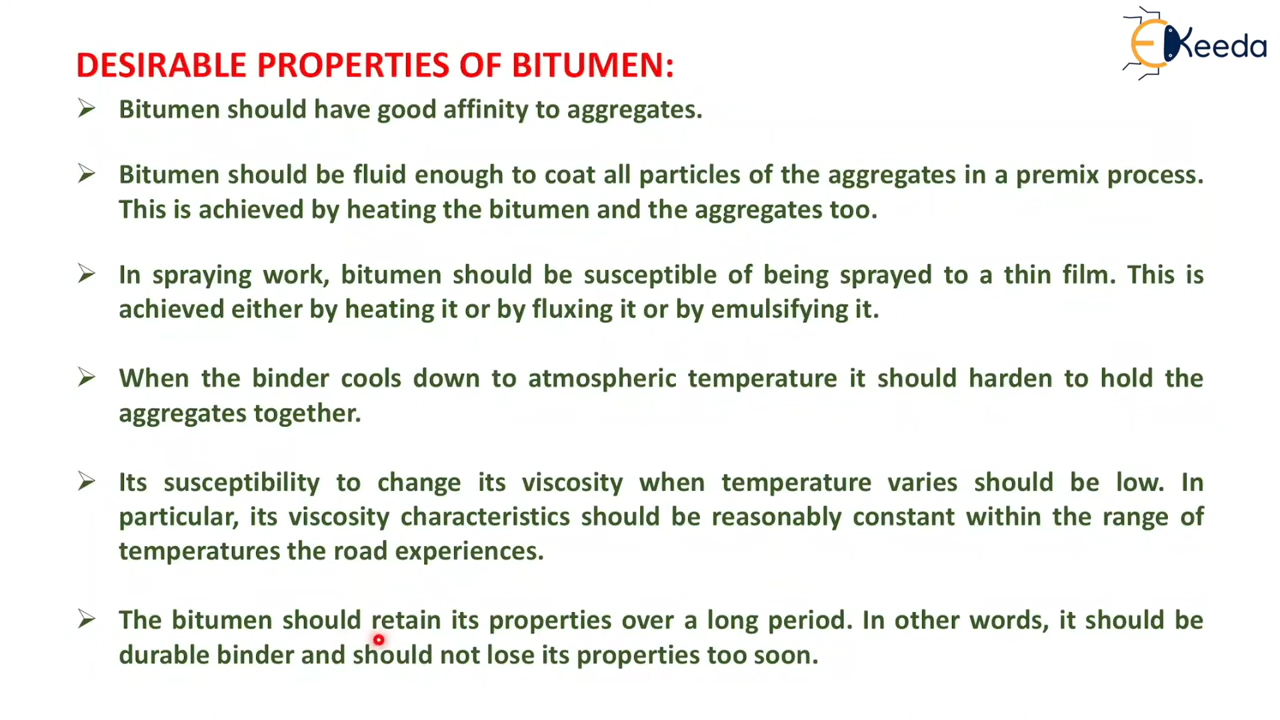 EKeeda
DESIRABLE PROPERTIES OF BITUMEN:
➢ Bitumen should have good affinity to aggregates.
➢ Bitumen should be fluid enough to coat all particles of the aggregates in a premix process.
This is achieved by heating the bitumen and the aggregates too.
➢ In spraying work, bitumen should be susceptible of being sprayed to a thin film. This is
achieved either by heating it or by fluxing it or by emulsifying it.
➢ When the binder cools down to atmospheric temperature it should harden to hold the
aggregates together.
➢ Its susceptibility to change its viscosity when temperature varies should be low. In
particular, its viscosity characteristics should be reasonably constant within the range of
temperatures the road experiences.
➢ The bitumen should retain its properties over a long period. In other words, it should be
durable binder and should not lose its properties too soon.